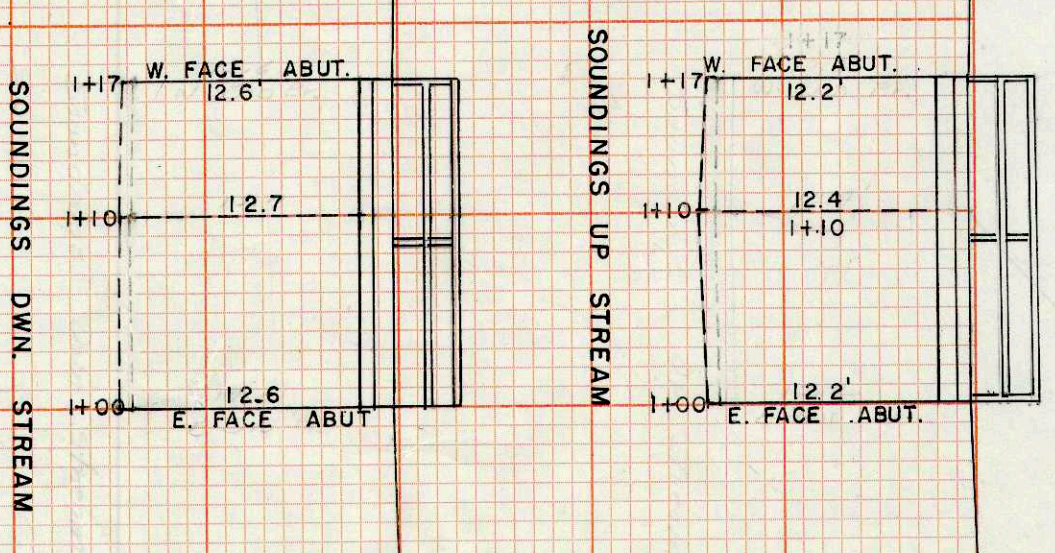 SOUNDINGS DWN. STREAM
1+17
W. FACE ABUT.
12.6'
1+10
12.7
1+00
12.6
E. FACE ABUT
SOUNDINGS UP STREAM
1+17
1+17
W. FACE ABUT.
12.2'
1+10
12.4
1+10
1+00
12.2'
E. FACE ABUT.